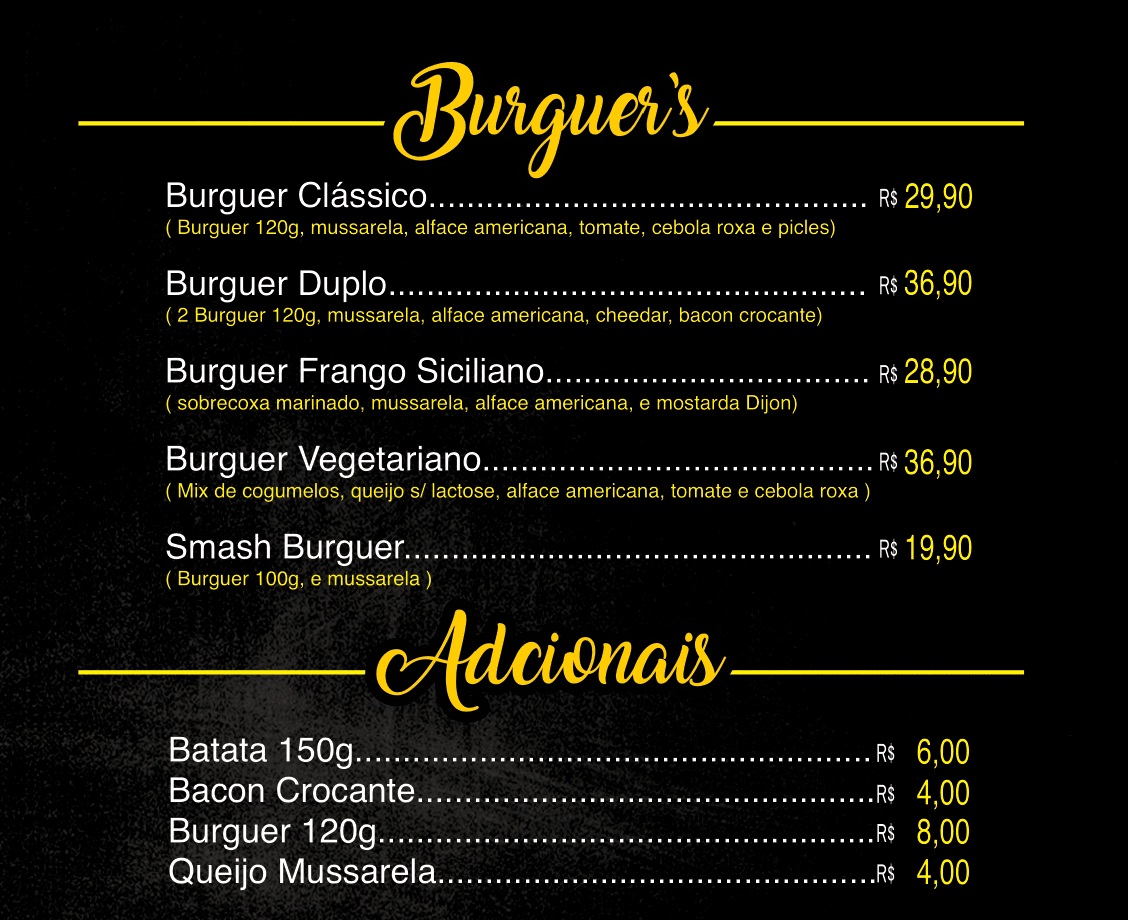 Burguer's
Burguer Clássico.............................................. R$ 29,90
( Burguer 120g, mussarela, alface americana, tomate, cebola roxa e picles)
Burguer Duplo.................................................. R$ 36,90
( 2 Burguer 120g, mussarela, alface americana, cheedar, bacon crocante)
Burguer Frango Siciliano.................................. R$ 28,90
( sobrecoxa marinado, mussarela, alface americana, e mostarda Dijon)
Burguer Vegetariano......................................... R$ 36,90
( Mix de cogumelos, queijo s/ lactose, alface americana, tomate e cebola roxa )
Smash Burguer................................................. R$ 19,90
( Burguer 100g, e mussarela )
Adcionais
Batata 150g......................................................R$ 6,00
Bacon Crocante................................................R$ 4,00
Burguer 120g....................................................R$ 8,00
Queijo Mussarela..............................................R$ 4,00